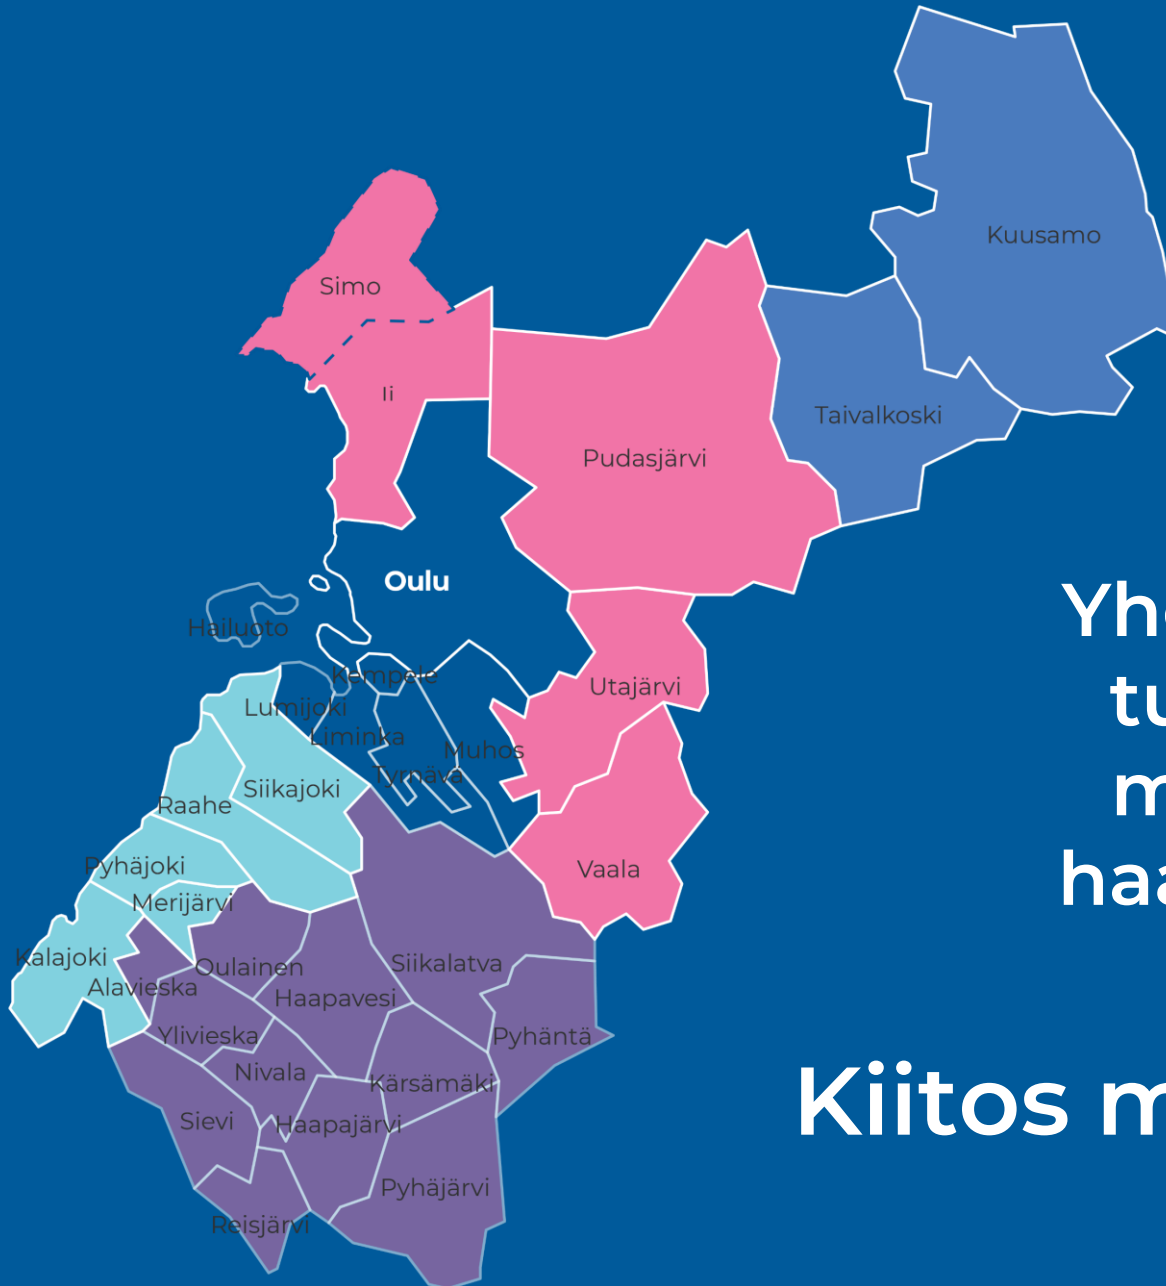 Kuusamo
Simo
Ii
Taivalkoski
Pudasjärvi
Oulu
Hailuoto
Kempele
Utajärvi
Lumijoki
Liminka
Muhos
Tyrnävä
Siikajoki
Raahe
Pyhäjoki
Vaala
Merijärvi
Kalajoki
Siikalatva
Oulainen
Alavieska
Haapavesi
Ylivieska
Pyhäntä
Nivala
Kärsämäki
Sievi
Haapajärvi
Pyhäjärvi
Reisjärvi
Kiitos m